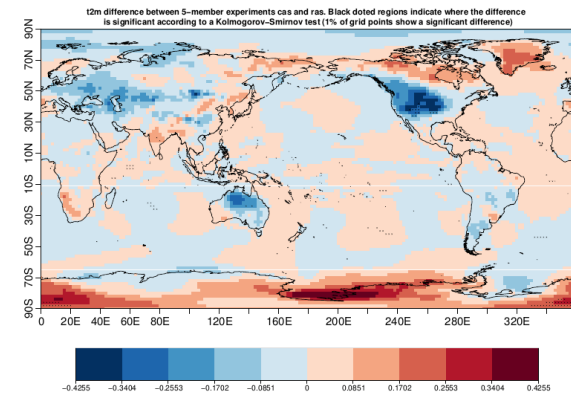 t2m difference between 5−member experiments cas and ras. Black doted regions indicate where the difference
is significant according to a Kolmogorov−Smirnov test (1% of grid points show a significant difference)
90N
70N
50N
30N
10N
10S
30S
50S
70S
90S
0 20E 40E 60E 80E 120E 160E 200E 240E 280E 320E
−0.4255 −0.3404 −0.2553 −0.1702 −0.0851 0 0.0851 0.1702 0.2553 0.3404 0.4255